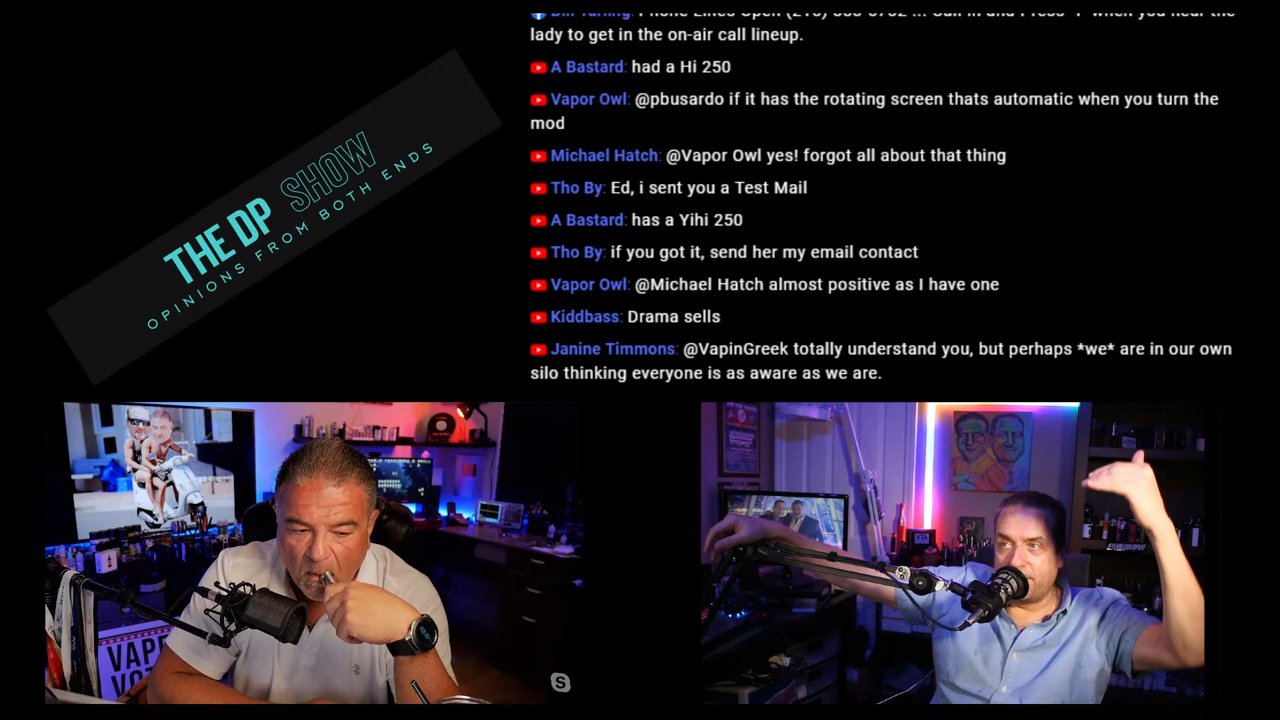 lady to get in the on-air call lineup.
A Bastard: had a Hi 250
Vapor Owl: @pbusardo if it has the rotating screen thats automatic when you turn the
mod
Michael Hatch: @Vapor Owl yes! forgot all about that thing
Tho By: Ed, i sent you a Test Mail
A Bastard: has a Yihi 250
Tho By: if you got it, send her my email contact
Vapor Owl: @Michael Hatch almost positive as I have one
Kiddbass: Drama sells
Janine Timmons: @VapinGreek totally understand you, but perhaps *we* are in our own
silo thinking everyone is as aware as we are.
THE DP SHOW
OPINIONS FROM BOTH ENDS
VAPE
S